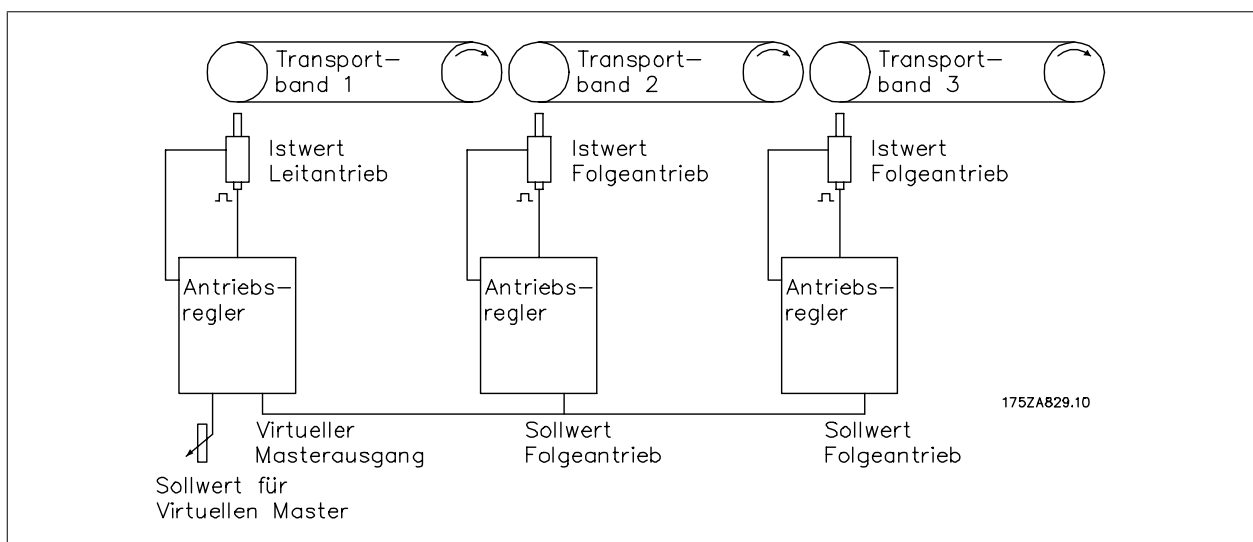 Transport-
band 1
Transport-
band 2
Transport-
band 3
Istwert
Leitantrieb
Istwert
Folgeantrieb
Istwert
Folgeantrieb
Antriebs-
regler
Antriebs-
regler
Antriebs-
regler
175ZA829.10
Virtueller
Masterausgang
Sollwert
Folgeantrieb
Sollwert
Folgeantrieb
Sollwert für
Virtuellen Master